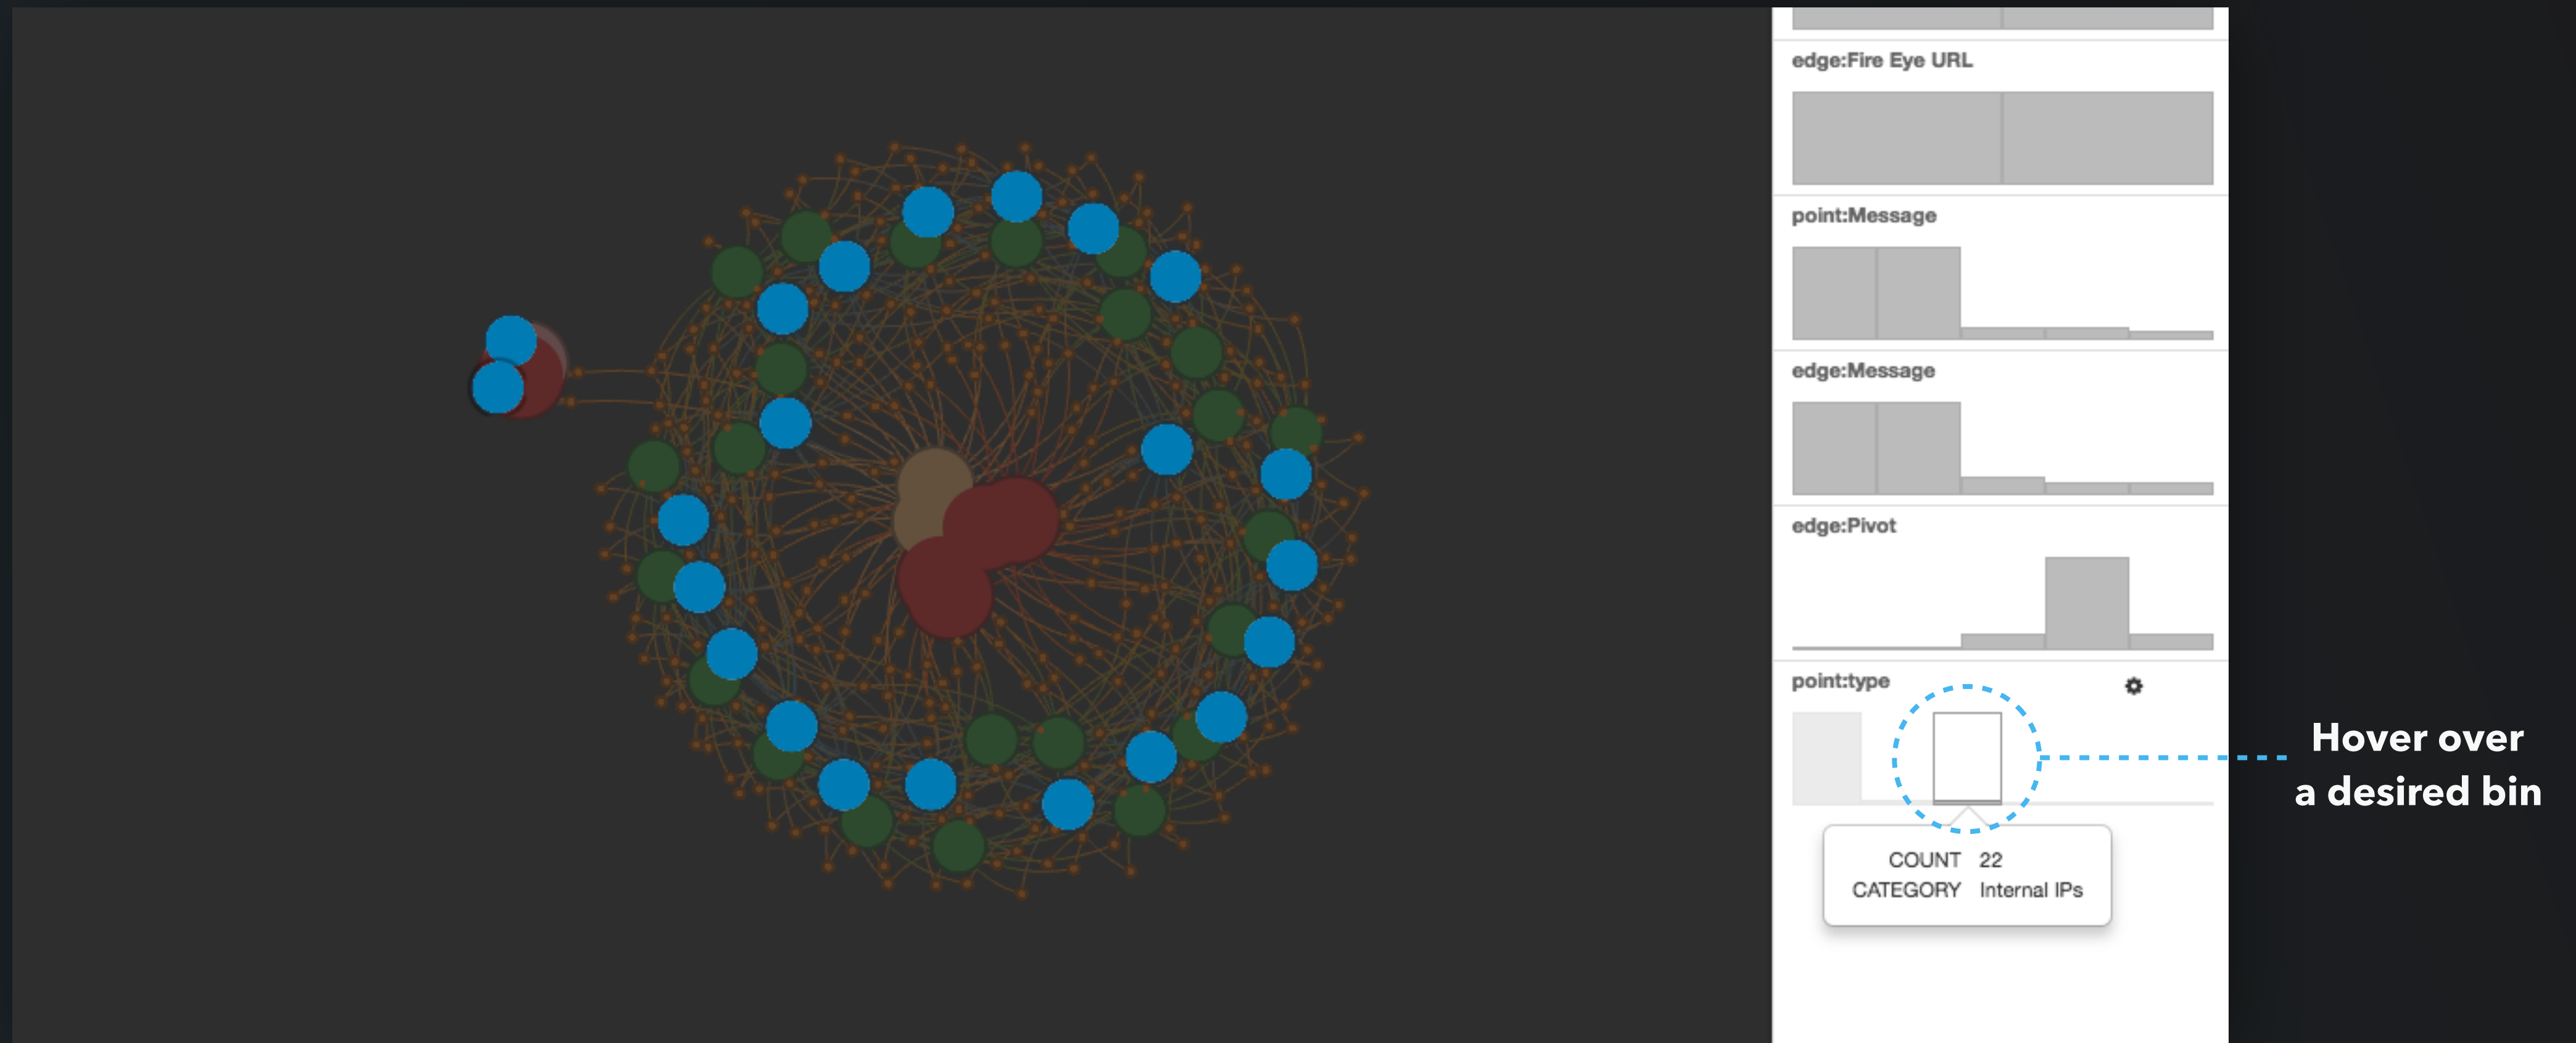 edge:Fire Eye URL
point:Message
edge:Message
edge:Pivot
point:type
COUNT 22
CATEGORY Internal IPs
Hover over
a desired bin